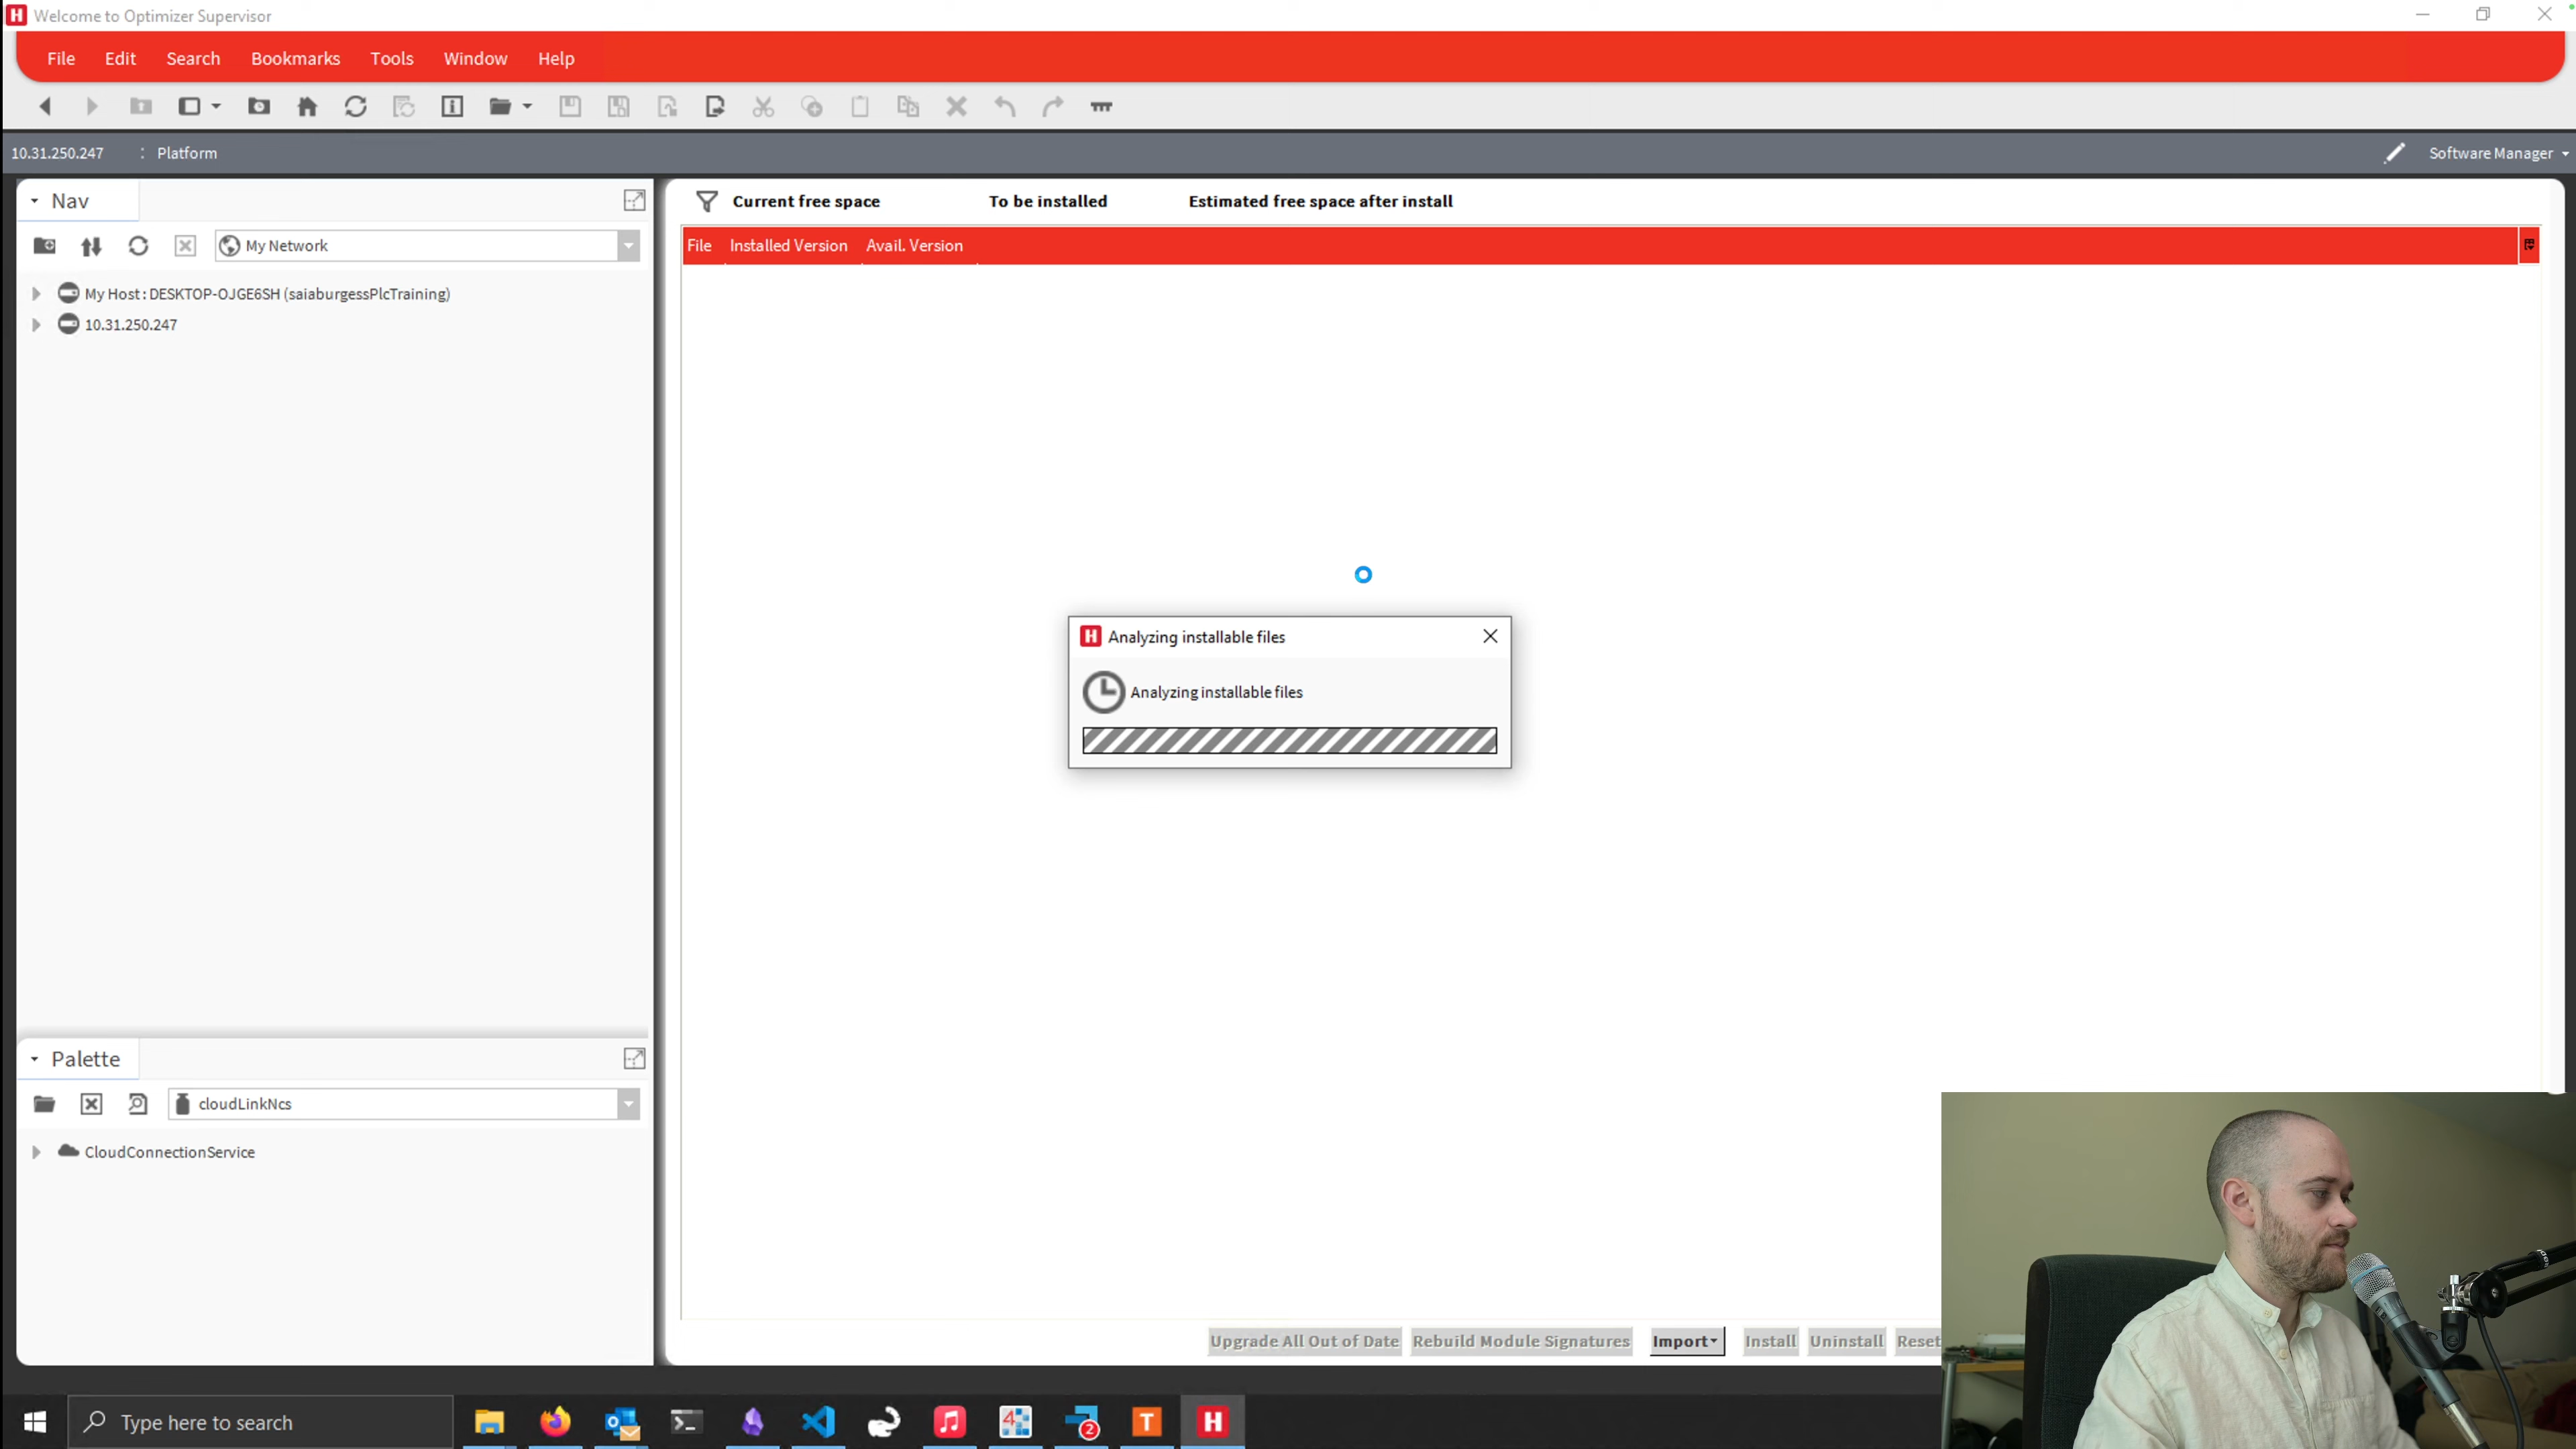 H Welcome to Optimizer Supervisor
File Edit Search Bookmarks Tools Window Help
10.31.250.247 : Platform
Software Manager
Nav
My Network
My Host : DESKTOP-OJGE6SH (saiaburgessPlcTraining)
10.31.250.247
Current free space To be installed Estimated free space after install
File Installed Version Avail. Version
H Analyzing installable files
Analyzing installable files
Palette
cloudLinkNcs
CloudConnectionService
Upgrade All Out of Date Rebuild Module Signatures Import Install Uninstall Reset
Type here to search
4
2
T
H